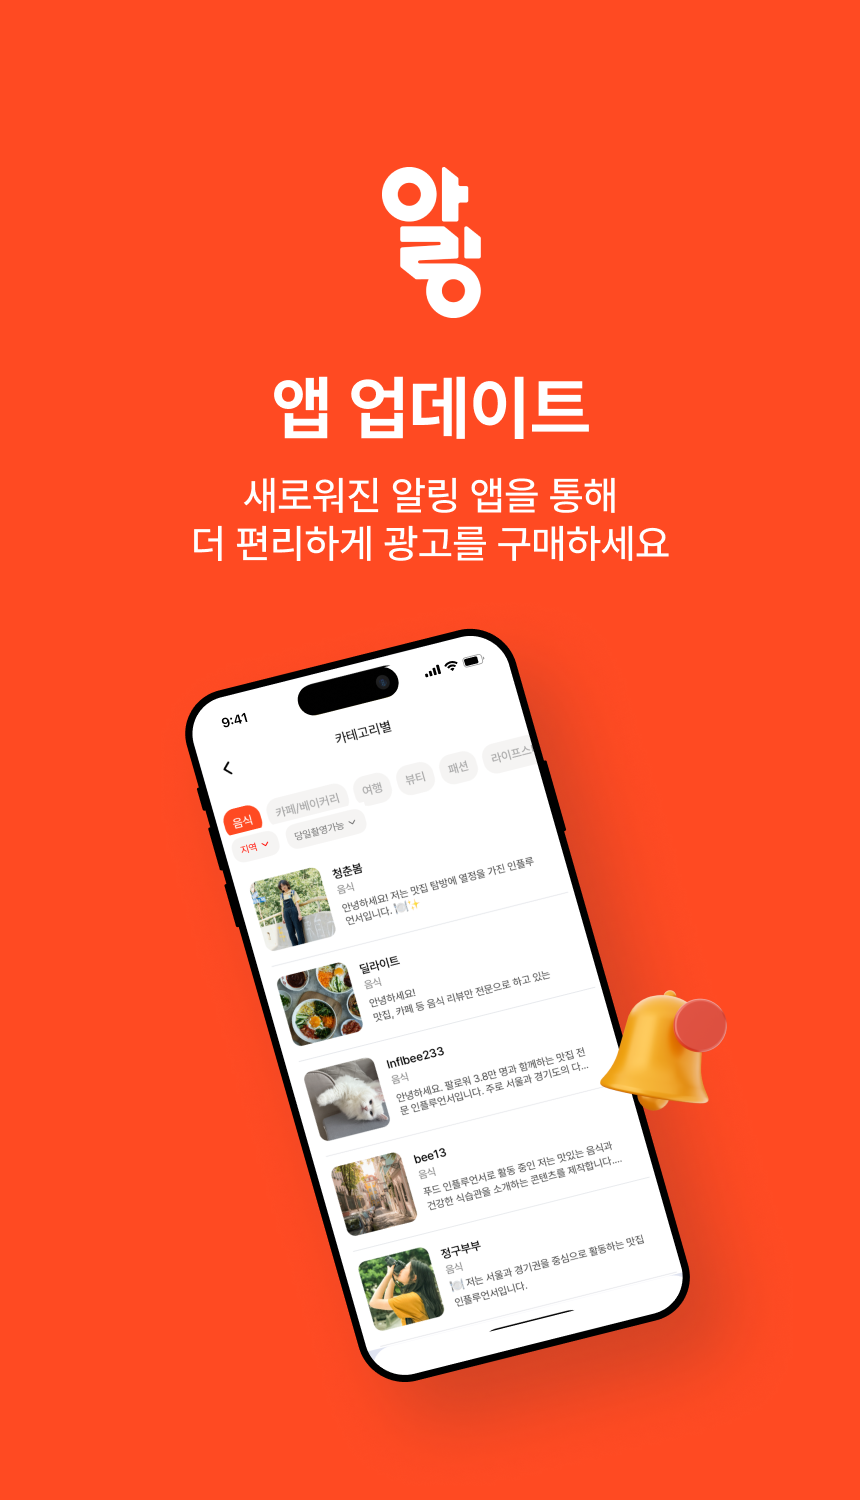 알링
앱 업데이트
새로워진 알링 앱을 통해
더 편리하게 광고를 구매하세요
9:41
카테고리별
음식 카페/베이커리 여행 뷰티 패션 라이프스
지역 당일촬영가능
청춘봄
음식
안녕하세요! 저는 맛집 탐방에 열정을 가진 인플루
언서입니다. 🍽️✨
딜라이트
음식
안녕하세요!
맛집, 카페 등 음식 리뷰만 전문으로 하고 있는
Inflbee233
음식
안녕하세요. 팔로워 3.8만 명과 함께하는 맛집 전
문 인플루언서입니다. 주로 서울과 경기도의 다...
bee13
음식
푸드 인플루언서로 활동 중인 저는 맛있는 음식과
건강한 식습관을 소개하는 콘텐츠를 제작합니다....
정구부부
음식
🍽️ 저는 서울과 경기권을 중심으로 활동하는 맛집
인플루언서입니다.